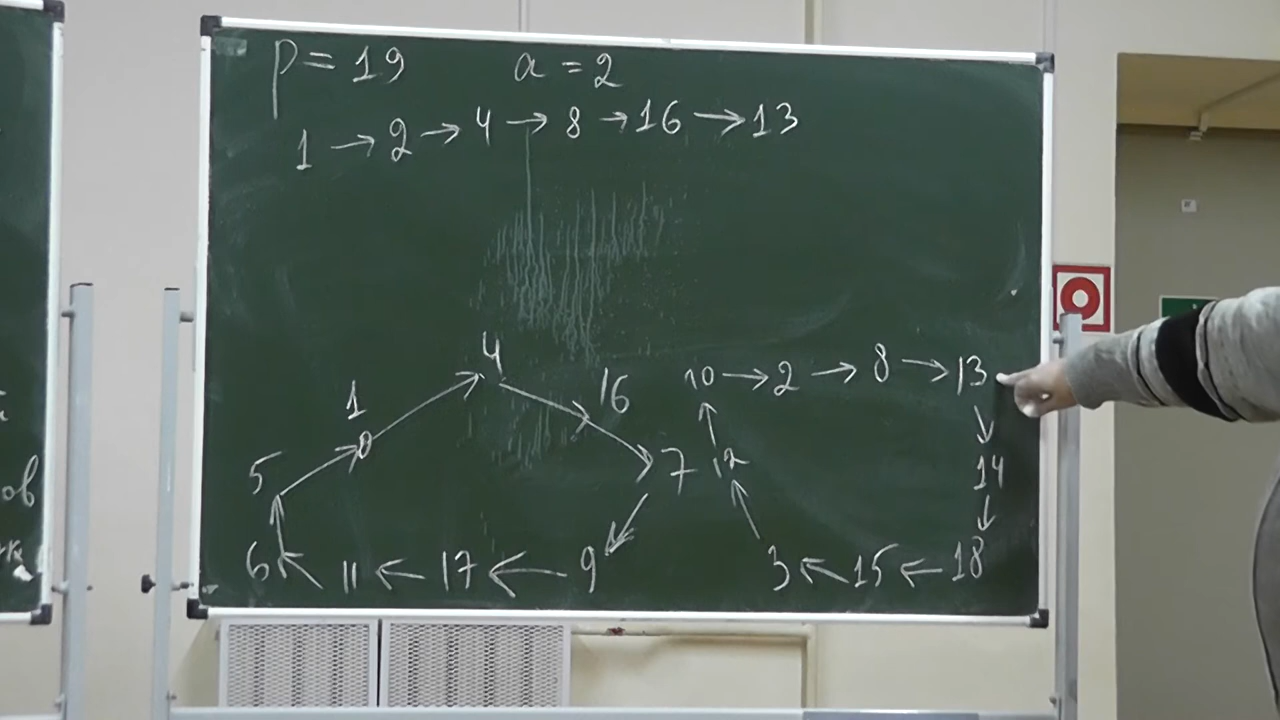 p = 19 a = 2
1 → 2 → 4 → 8 → 16 → 13
4
1 16 10 → 2 → 8 → 13
5 7 12 14
6 ← 11 ← 17 ← 9 3 ← 15 ← 18
ов